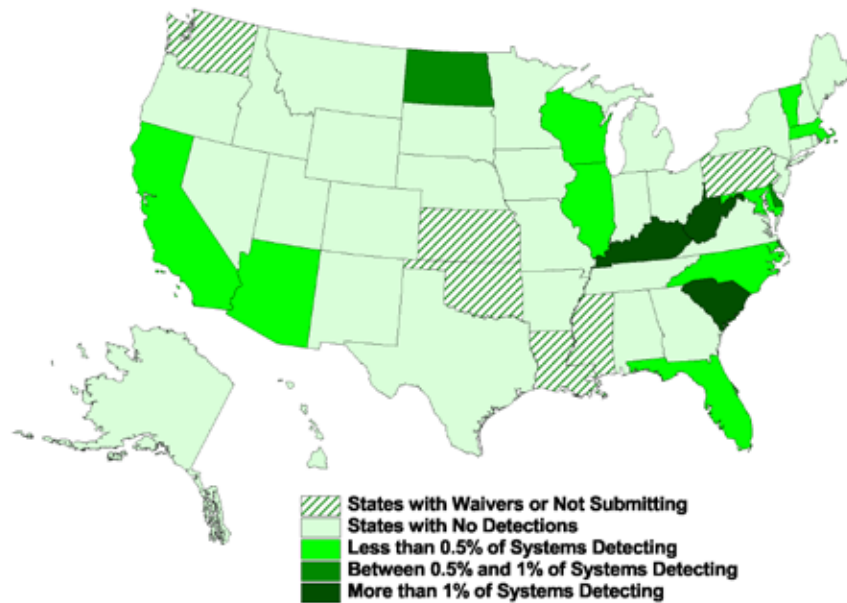 States with Waivers or Not Submitting
States with No Detections
Less than 0.5% of Systems Detecting
Between 0.5% and 1% of Systems Detecting
More than 1% of Systems Detecting